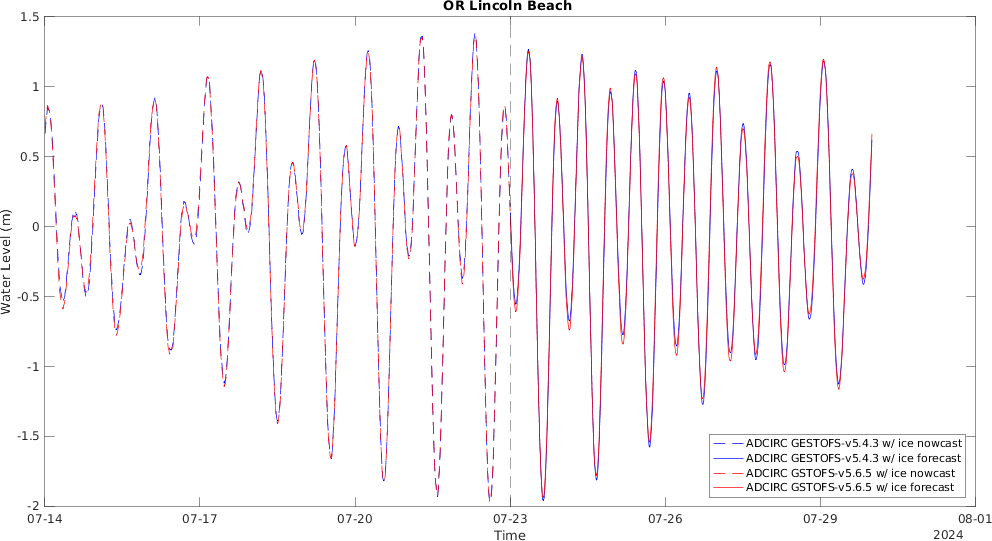 OR Lincoln Beach
1.5
1
0.5
0
-0.5
-1
-1.5
-2
Water Level (m)
07-14 07-17 07-20 07-23 07-26 07-29 08-01
Time
2024
ADCIRC GESTOFS-v5.4.3 w/ ice nowcast
ADCIRC GESTOFS-v5.4.3 w/ ice forecast
ADCIRC GSTOFS-v5.6.5 w/ ice nowcast
ADCIRC GSTOFS-v5.6.5 w/ ice forecast